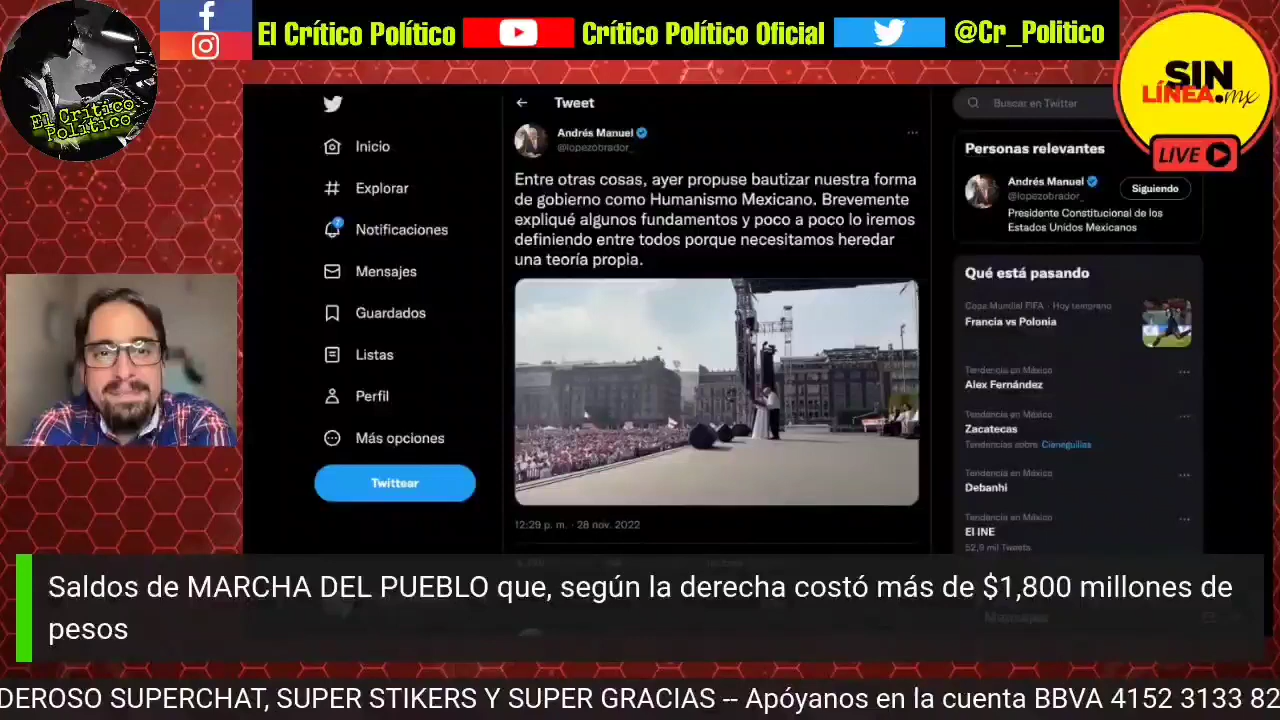 El Crítico Político
Crítico Político Oficial
@Cr_Politico
El Crítico
Político
SIN
LÍNEA.mx
LIVE
Inicio
Explorar
Notificaciones
Mensajes
Guardados
Listas
Perfil
Más opciones
Twittear
Tweet
Andrés Manuel
@lopezobrador_
Entre otras cosas, ayer propuse bautizar nuestra forma
de gobierno como Humanismo Mexicano. Brevemente
expliqué algunos fundamentos y poco a poco lo iremos
definiendo entre todos porque necesitamos heredar
una teoría propia.
12:29 p. m. · 28 nov. 2022
Buscar en Twitter
Personas relevantes
Andrés Manuel
@lopezobrador_
Siguiendo
Presidente Constitucional de los
Estados Unidos Mexicanos
Qué está pasando
Copa Mundial FIFA · Hoy temprano
Francia vs Polonia
Tendencia en México
Alex Fernández
Tendencia en México
Zacatecas
Tendencias sobre Cieneguillas
Tendencia en México
Debanhi
Tendencia en México
El INE
52,9 mil Tweets
Mensajes
Saldos de MARCHA DEL PUEBLO que, según la derecha costó más de $1,800 millones de
pesos
DEROSO SUPERCHAT, SUPER STIKERS Y SUPER GRACIAS -- Apóyanos en la cuenta BBVA 4152 3133 82